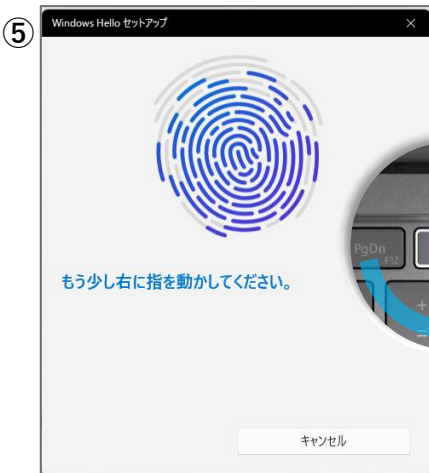 ⑤
Windows Hello セットアップ
もう少し右に指を動かしてください。
PgDn
F12
+
=
キャンセル